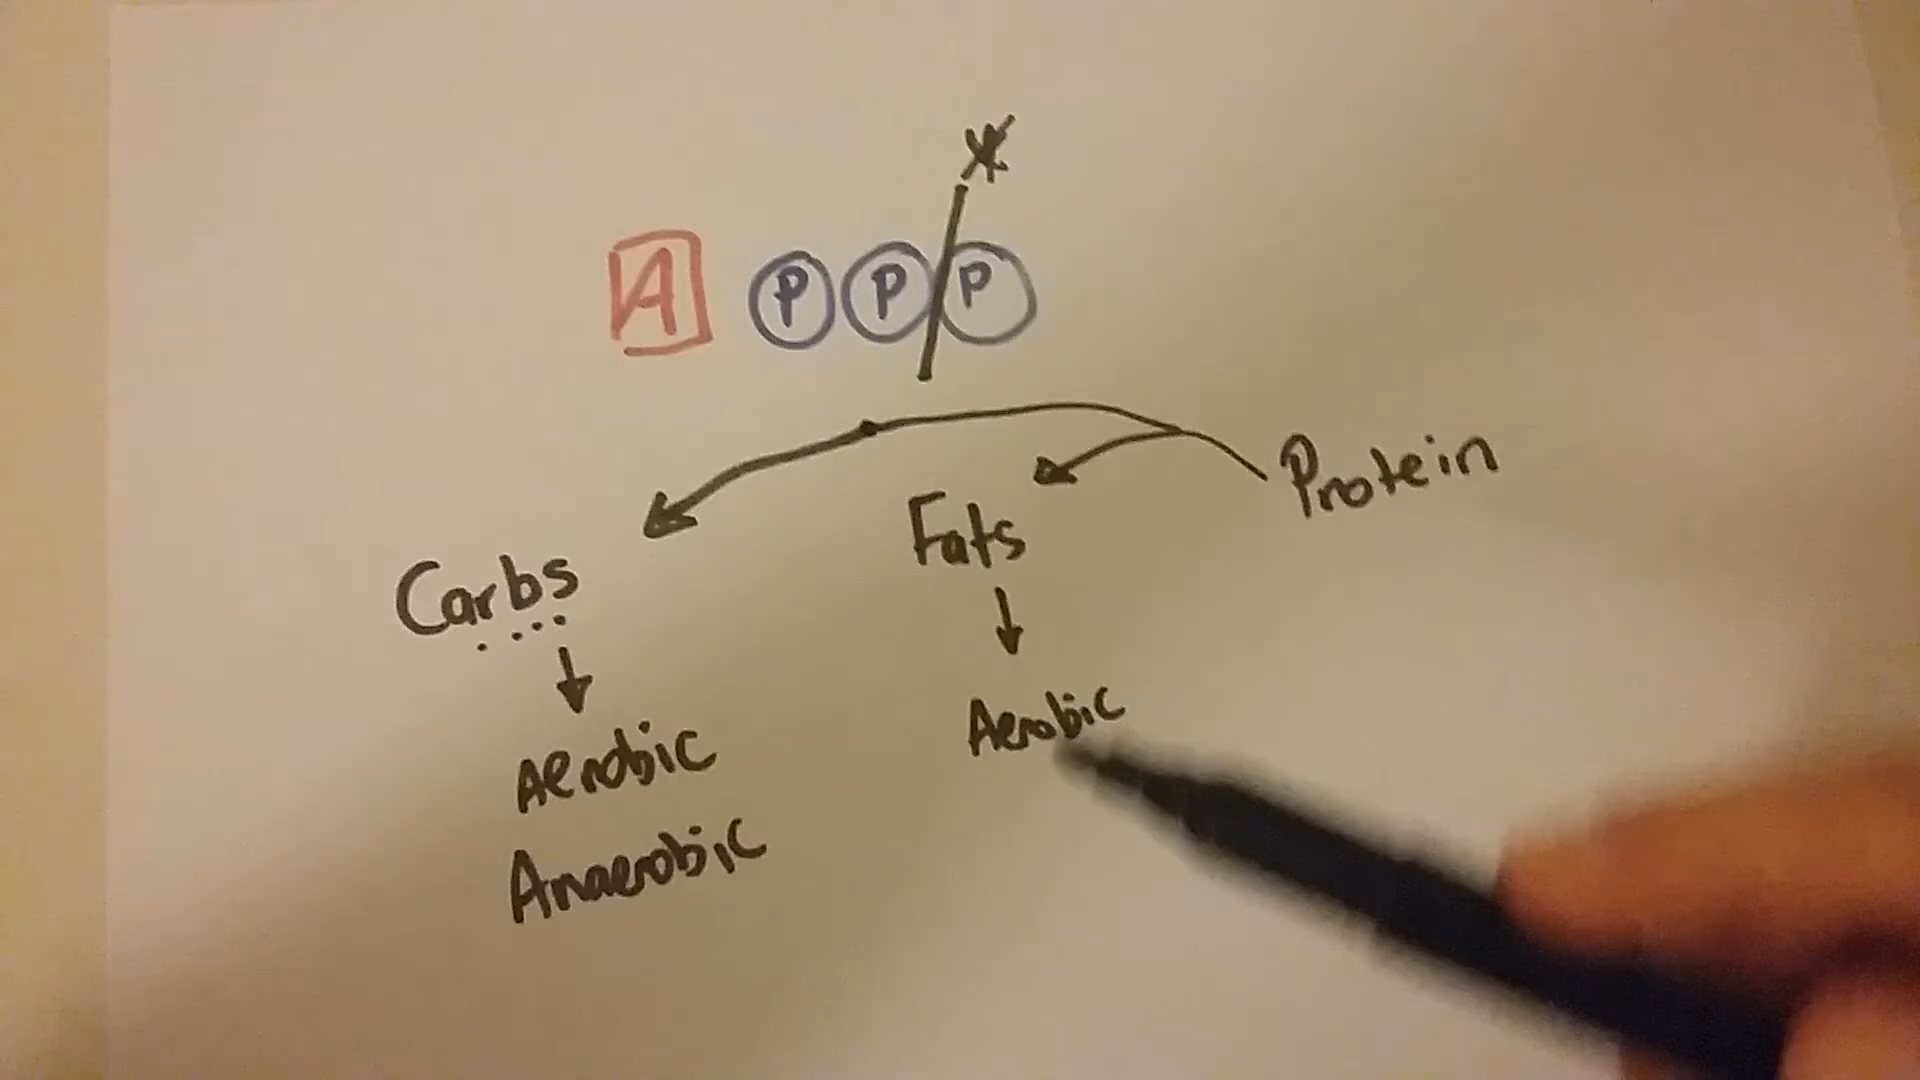 A P P P
Protein
Fats
Carbs
Aerobic
Aerobic
Anaerobic